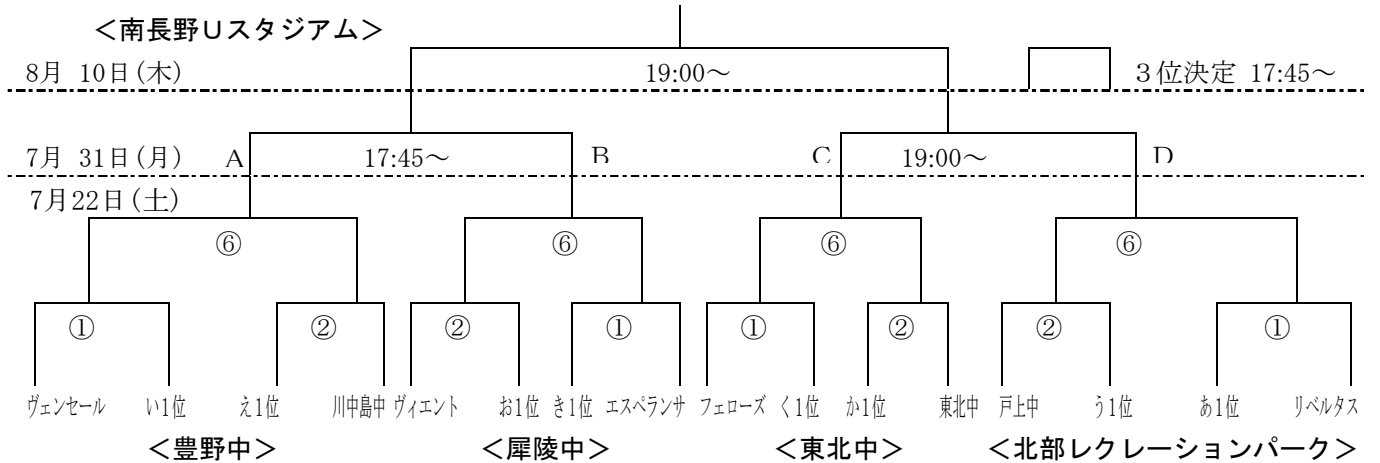 ＜南長野Ｕスタジアム＞
8月 10日(木) 19:00～ ３位決定 17:45～
7月 31日(月) A 17:45～ B C 19:00～ D
7月22日(土)
⑥ ⑥ ⑥ ⑥
① ② ② ① ① ② ② ①
ヴェンセール い1位 え1位 川中島中 ヴィエント お1位 き1位 エスペランサ フェローズ く1位 か1位 東北中 戸上中 う1位 あ1位 リベルタス
＜豊野中＞ ＜犀陵中＞ ＜東北中＞ ＜北部レクレーションパーク＞